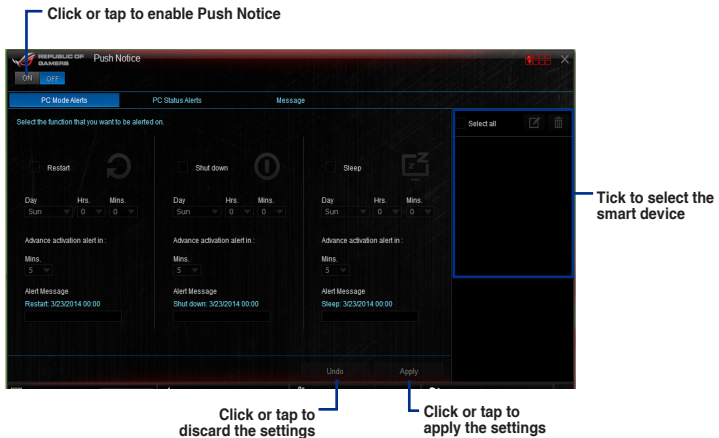 Click or tap to enable Push Notice
REPUBLIC OF
GAMERS
Push Notice
ON OFF
PC Mode Alerts PC Status Alerts Message
Select the function that you want to be alerted on.
Select all
Restart Shut down Sleep
Day Hrs. Mins. Day Hrs. Mins. Day Hrs. Mins.
Sun 0 0 Sun 0 0 Sun 0 0
Advance activation alert in : Advance activation alert in : Advance activation alert in :
Mins. Mins. Mins.
5 5 5
Alert Message Alert Message Alert Message
Restart: 3/23/2014 00:00 Shut down: 3/23/2014 00:00 Sleep: 3/23/2014 00:00
Undo Apply
Tick to select the
smart device
Click or tap to
discard the settings
Click or tap to
apply the settings